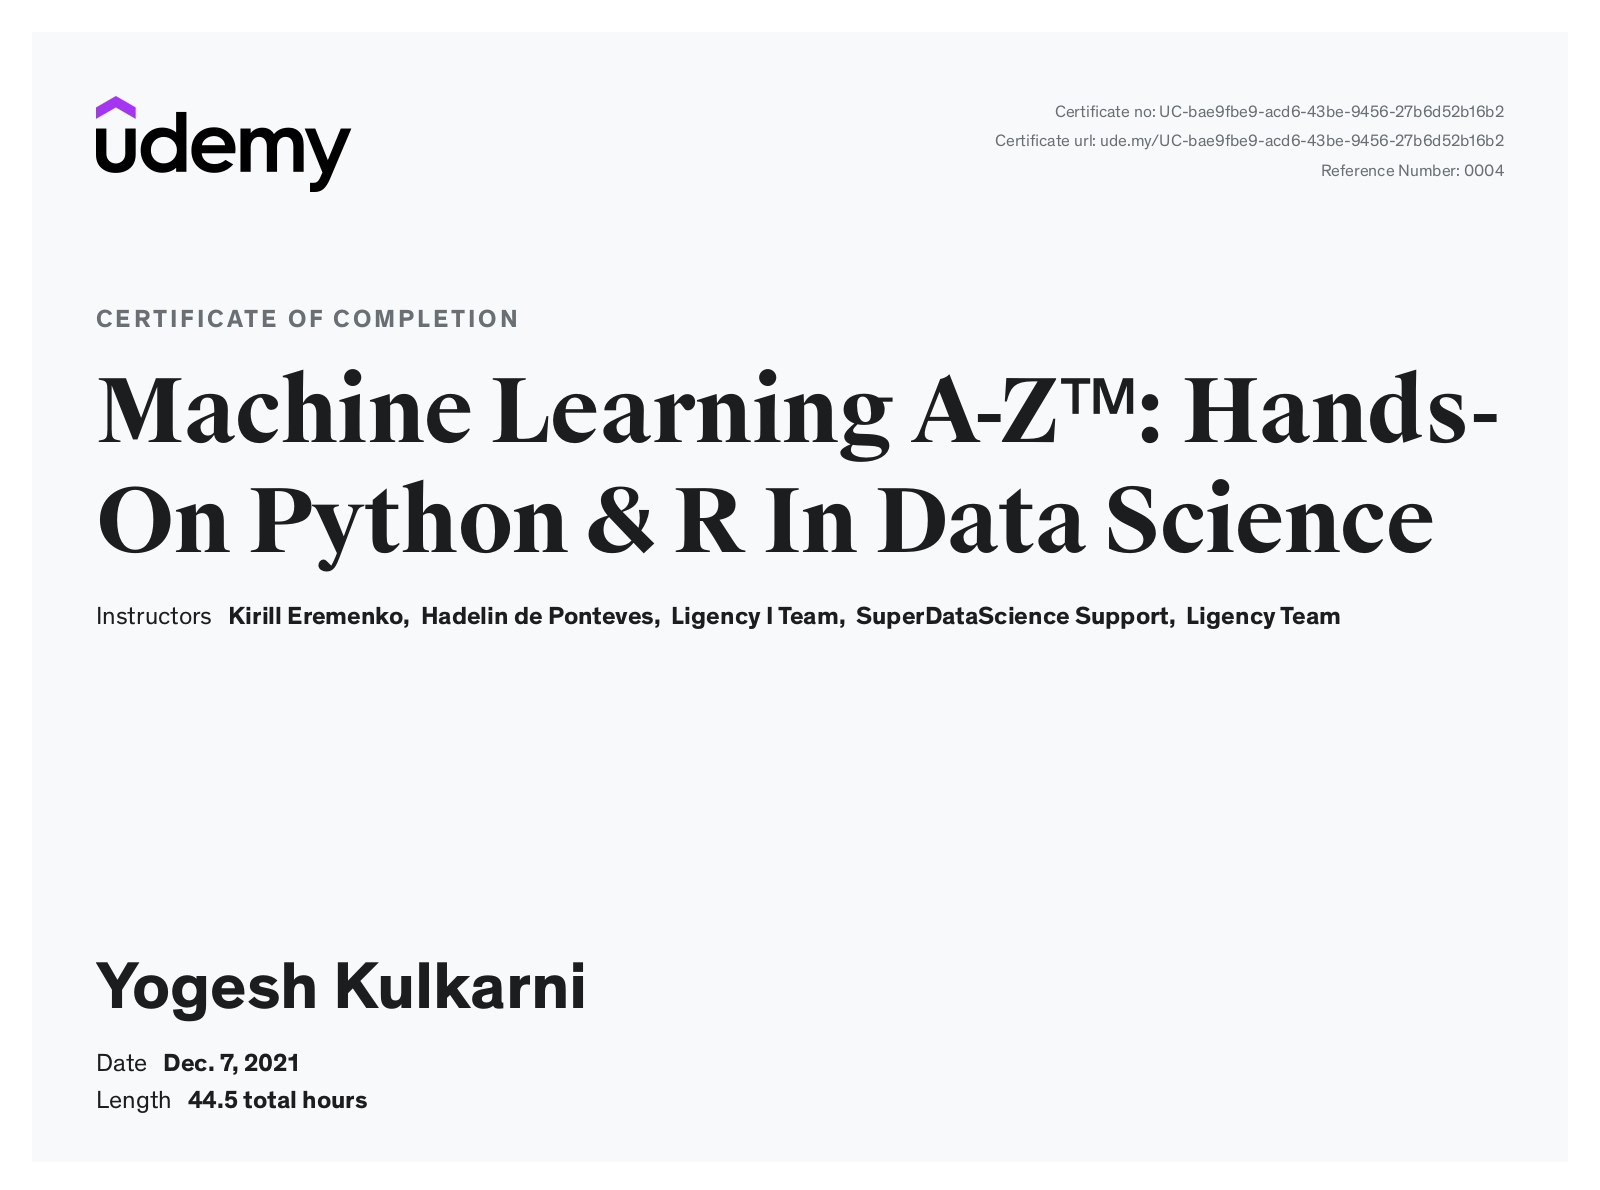 udemy
Certificate no: UC-bae9fbe9-acd6-43be-9456-27b6d52b16b2
Certificate url: ude.my/UC-bae9fbe9-acd6-43be-9456-27b6d52b16b2
Reference Number: 0004
CERTIFICATE OF COMPLETION
Machine Learning A-Z™: Hands-
On Python & R In Data Science
Instructors Kirill Eremenko, Hadelin de Ponteves, Ligency I Team, SuperDataScience Support, Ligency Team
Yogesh Kulkarni
Date Dec. 7, 2021
Length 44.5 total hours